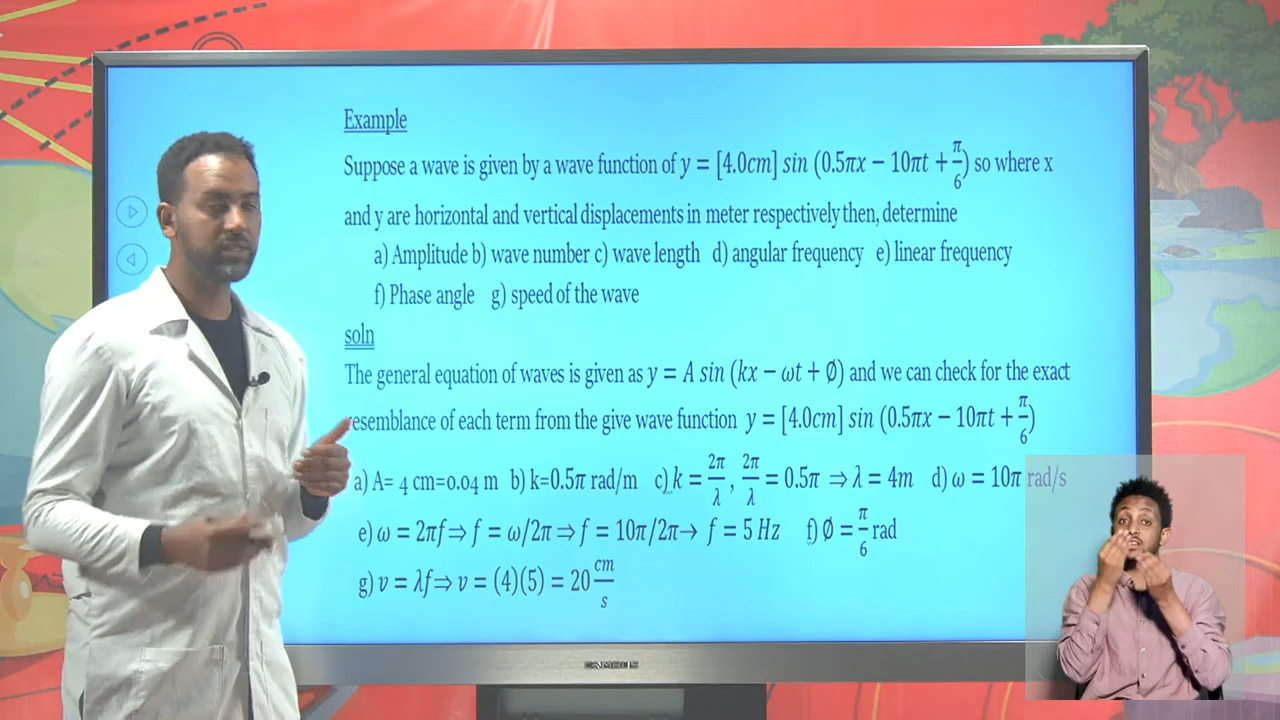 Example
Suppose a wave is given by a wave function of y = [4.0cm] sin (0.5πx − 10πt + π/6) so where x
and y are horizontal and vertical displacements in meter respectively then, determine
a) Amplitude b) wave number c) wave length d) angular frequency e) linear frequency
f) Phase angle g) speed of the wave
soln
The general equation of waves is given as y = A sin (kx − ωt + Ø) and we can check for the exact
resemblance of each term from the give wave function y = [4.0cm] sin (0.5πx − 10πt + π/6)
a) A= 4 cm=0.04 m b) k=0.5π rad/m c) k = 2π/λ , 2π/λ = 0.5π ⇒ λ = 4m d) ω = 10π rad/s
e) ω = 2πf⇒ f = ω/2π ⇒ f = 10π/2π→ f = 5 Hz f) Ø = π/6 rad
g) v = λf⇒ v = (4)(5) = 20 cm/s